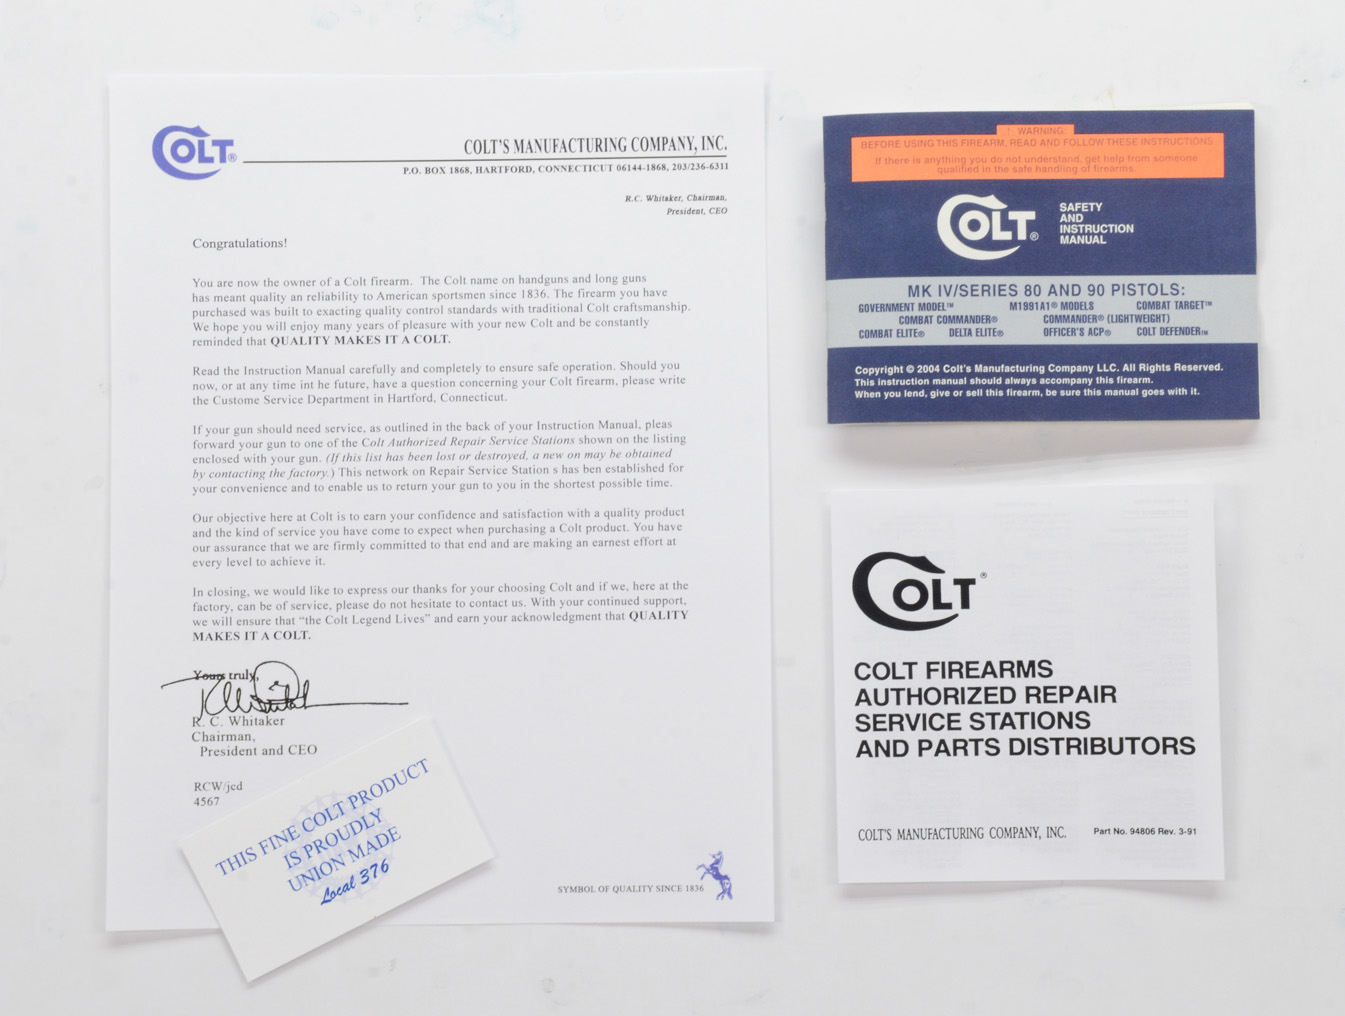 COLT®
COLT'S MANUFACTURING COMPANY, INC.
P.O. BOX 1868, HARTFORD, CONNECTICUT 06144-1868, 203/236-6311
R.C. Whitaker, Chairman,
President, CEO
Congratulations!
You are now the owner of a Colt firearm. The Colt name on handguns and long guns
has meant quality an reliability to American sportsmen since 1836. The firearm you have
purchased was built to exacting quality control standards with traditional Colt craftsmanship.
We hope you will enjoy many years of pleasure with your new Colt and be constantly
reminded that QUALITY MAKES IT A COLT.
Read the Instruction Manual carefully and completely to ensure safe operation. Should you
now, or at any time int he future, have a question concerning your Colt firearm, please write
the Custome Service Department in Hartford, Connecticut.
If your gun should need service, as outlined in the back of your Instruction Manual, pleas
forward your gun to one of the Colt Authorized Repair Service Stations shown on the listing
enclosed with your gun. (If this list has been lost or destroyed, a new on may be obtained
by contacting the factory.) This network on Repair Service Station s has ben established for
your convenience and to enable us to return your gun to you in the shortest possible time.
Our objective here at Colt is to earn your confidence and satisfaction with a quality product
and the kind of service you have come to expect when purchasing a Colt product. You have
our assurance that we are firmly committed to that end and are making an earnest effort at
every level to achieve it.
In closing, we would like to express our thanks for your choosing Colt and if we, here at the
factory, can be of service, please do not hesitate to contact us. With your continued support,
we will ensure that “the Colt Legend Lives” and earn your acknowledgment that QUALITY
MAKES IT A COLT.
Yours truly,
R. C. Whitaker
Chairman,
President and CEO
RCW/jcd
4567
THIS FINE COLT PRODUCT
IS PROUDLY
UNION MADE
Local 376
SYMBOL OF QUALITY SINCE 1836
! WARNING:
BEFORE USING THIS FIREARM, READ AND FOLLOW THESE INSTRUCTIONS
If there is anything you do not understand, get help from someone
qualified in the safe handling of firearms.
COLT®
SAFETY
AND
INSTRUCTION
MANUAL
MK IV/SERIES 80 AND 90 PISTOLS:
GOVERNMENT MODEL™ M1991A1® MODELS COMBAT TARGET™
COMBAT COMMANDER® COMMANDER® (LIGHTWEIGHT)
COMBAT ELITE® DELTA ELITE® OFFICER'S ACP® COLT DEFENDER™
Copyright © 2004 Colt's Manufacturing Company LLC. All Rights Reserved.
This instruction manual should always accompany this firearm.
When you lend, give or sell this firearm, be sure this manual goes with it.
COLT®
COLT FIREARMS
AUTHORIZED REPAIR
SERVICE STATIONS
AND PARTS DISTRIBUTORS
COLT'S MANUFACTURING COMPANY, INC.
Part No. 94806 Rev. 3-91